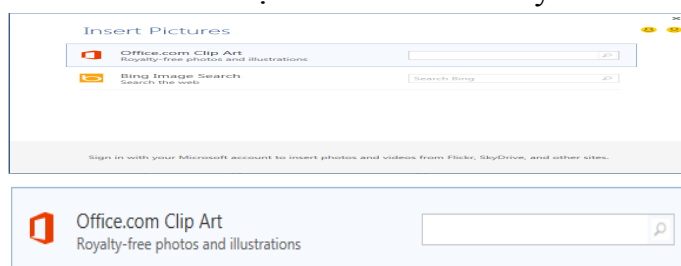 Insert Pictures
Office.com Clip Art
Royalty-free photos and illustrations
Bing Image Search
Search the web
Search Bing
Sign in with your Microsoft account to insert photos and videos from Flickr, SkyDrive, and other sites.
Office.com Clip Art
Royalty-free photos and illustrations